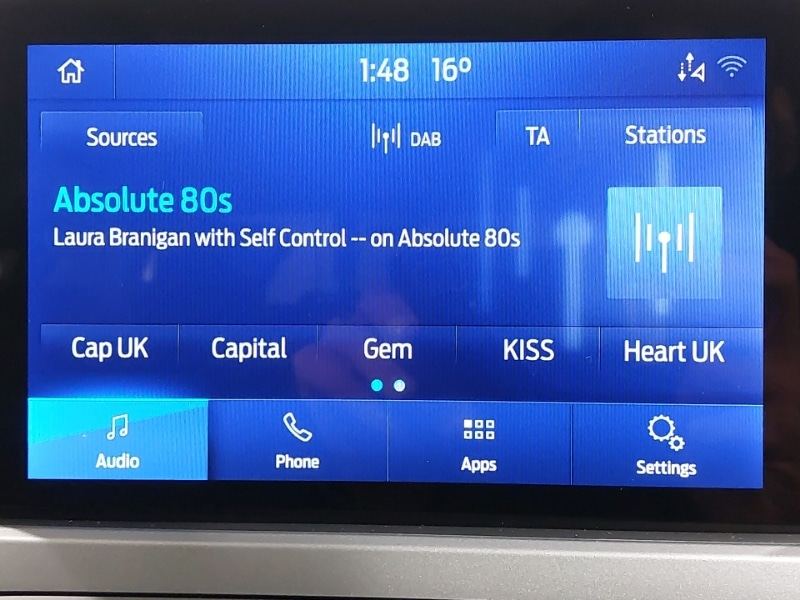 1:48 16º
Sources DAB TA Stations
Absolute 80s
Laura Branigan with Self Control -- on Absolute 80s
Cap UK Capital Gem KISS Heart UK
Audio Phone Apps Settings